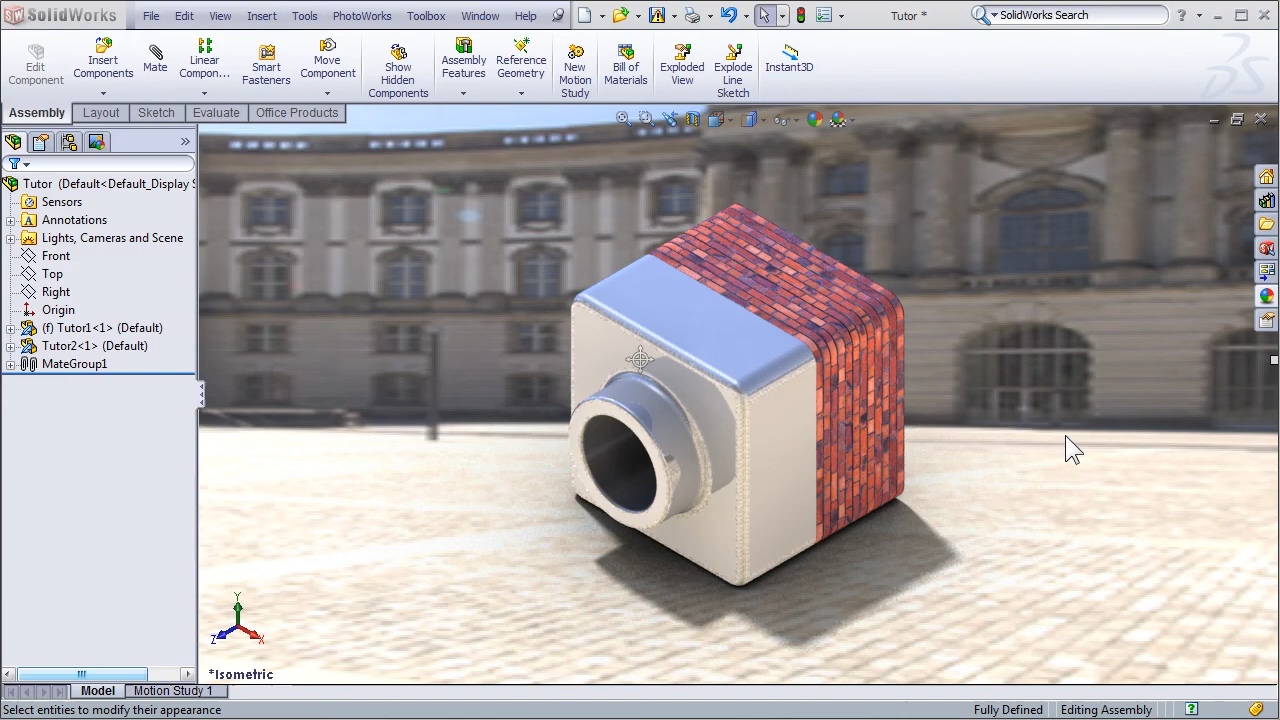 SolidWorks File Edit View Insert Tools PhotoWorks Toolbox Window Help Tutor * SolidWorks Search ?
Edit Component
Insert Components
Mate
Linear Compon...
Smart Fasteners
Move Component
Show Hidden Components
Assembly Features
Reference Geometry
New Motion Study
Bill of Materials
Exploded View
Explode Line Sketch
Instant3D
Assembly Layout Sketch Evaluate Office Products
Tutor (Default<Default_Display S
Sensors
Annotations
Lights, Cameras and Scene
Front
Top
Right
Origin
(f) Tutor1<1> (Default)
Tutor2<1> (Default)
MateGroup1
Y
Z X
*Isometric
Model Motion Study 1
Select entities to modify their appearance Fully Defined Editing Assembly ?